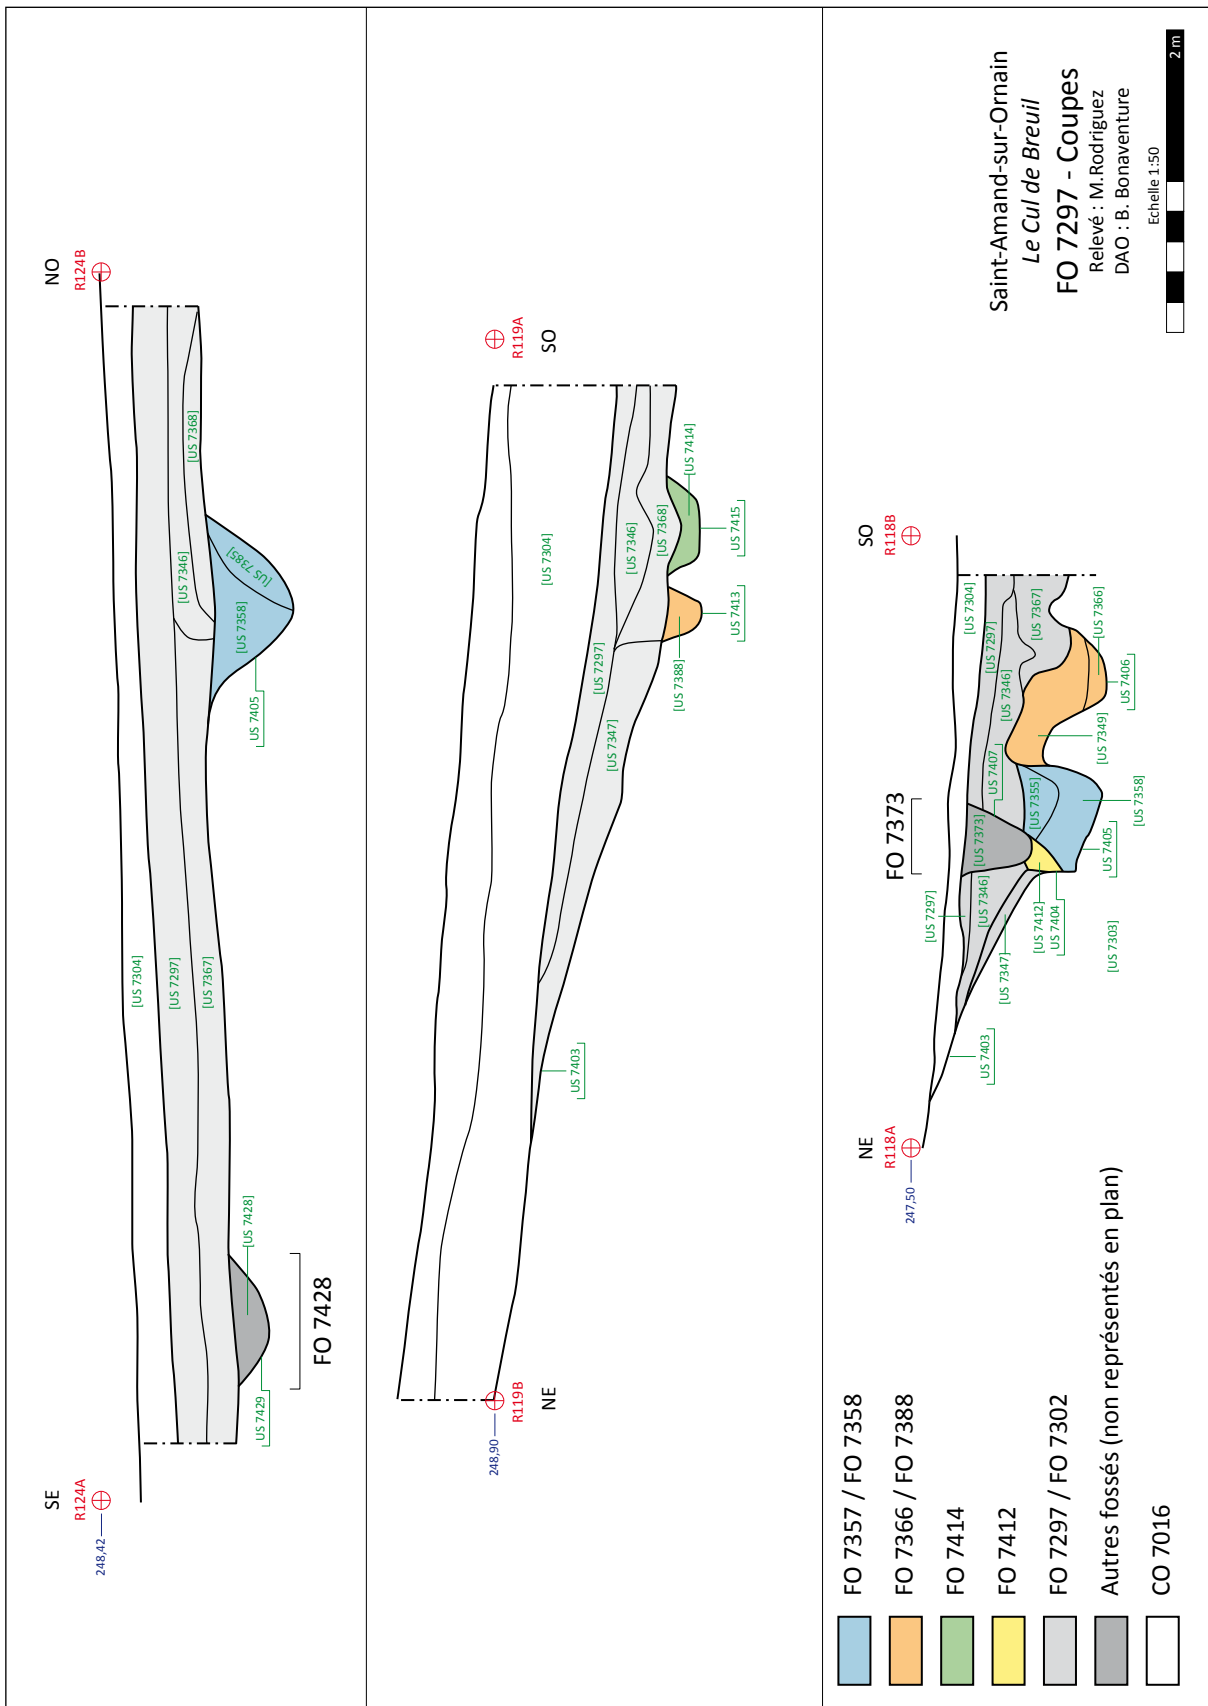 SE
R124A
248,42
NO
R124B
[US 7304]
[US 7297]
[US 7367]
[US 7346]
[US 7368]
[US 7358]
[US 7385]
US 7405
[US 7428]
US 7429
FO 7428
NE
R119B
248,90
SO
R119A
[US 7304]
[US 7297]
[US 7347]
[US 7346]
[US 7368]
[US 7414]
US 7415
US 7413
[US 7388]
US 7403
NE
R118A
247,50
SO
R118B
FO 7373
[US 7304]
[US 7297]
[US 7297]
[US 7346]
[US 7346]
[US 7367]
[US 7366]
US 7406
[US 7349]
US 7407
[US 7373]
[US 7355]
[US 7358]
US 7405
[US 7412]
US 7404
[US 7347]
US 7403
[US 7303]
FO 7357 / FO 7358
FO 7366 / FO 7388
FO 7414
FO 7412
FO 7297 / FO 7302
Autres fossés (non représentés en plan)
CO 7016
Saint-Amand-sur-Ornain
Le Cul de Breuil
FO 7297 - Coupes
Relevé : M.Rodriguez
DAO : B. Bonaventure
Echelle 1:50
2 m